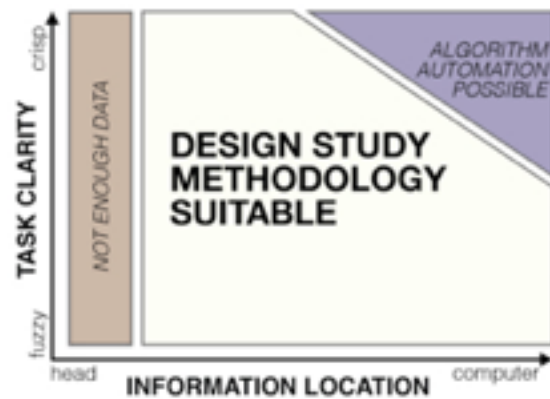 crisp
ALGORITHM
AUTOMATION
POSSIBLE
TASK CLARITY
NOT ENOUGH DATA
DESIGN STUDY
METHODOLOGY
SUITABLE
fuzzy
head
computer
INFORMATION LOCATION